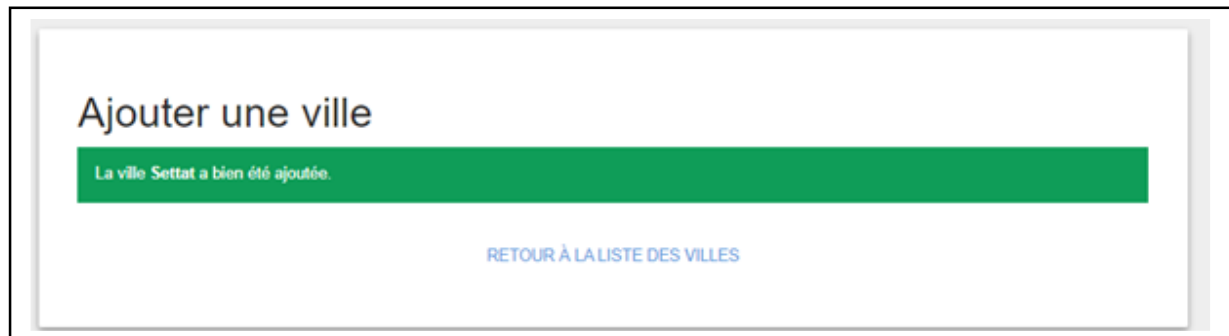 Ajouter une ville
La ville Settat a bien été ajoutée.
RETOUR À LA LISTE DES VILLES